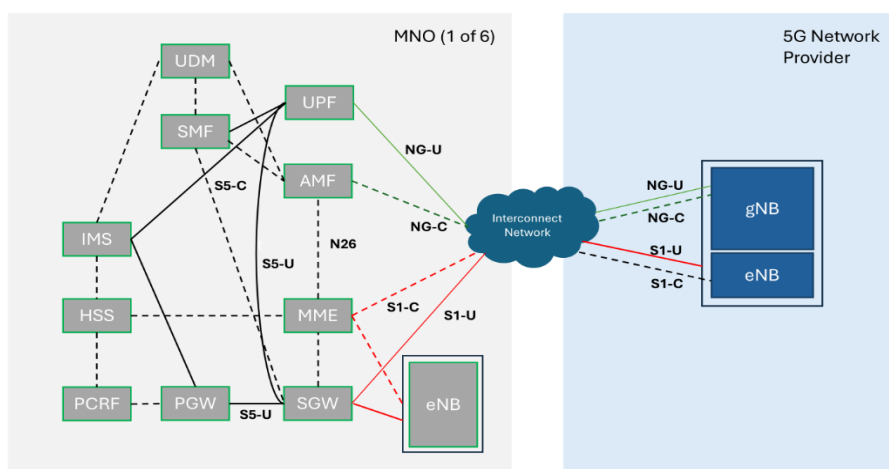 MNO (1 of 6)
5G Network
Provider
UDM
UPF
SMF
NG-U
AMF
S5-C
NG-C
Interconnect
Network
NG-U
NG-C
gNB
IMS
N26
S5-U
S1-U
S1-C
eNB
HSS
MME
S1-C
S1-U
PCRF
PGW
S5-U
SGW
eNB